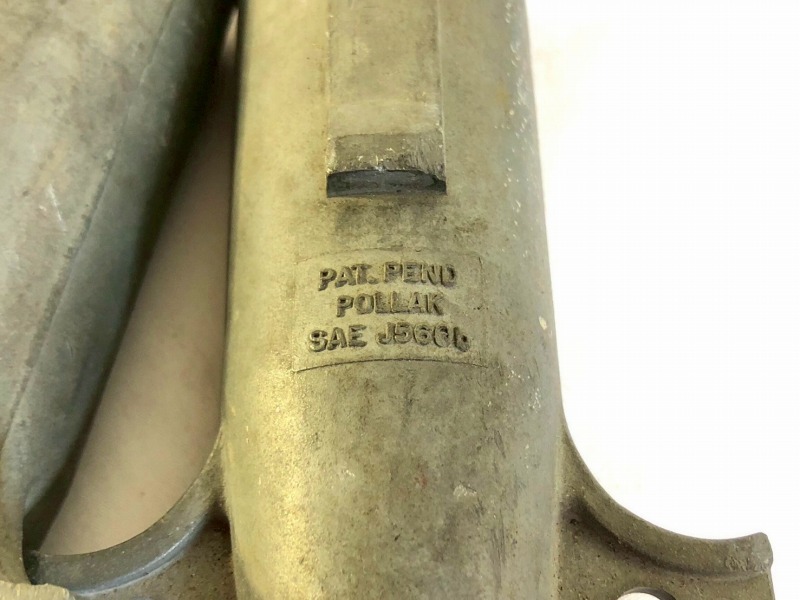 PAT. PEND
POLLAK
SAE J560b